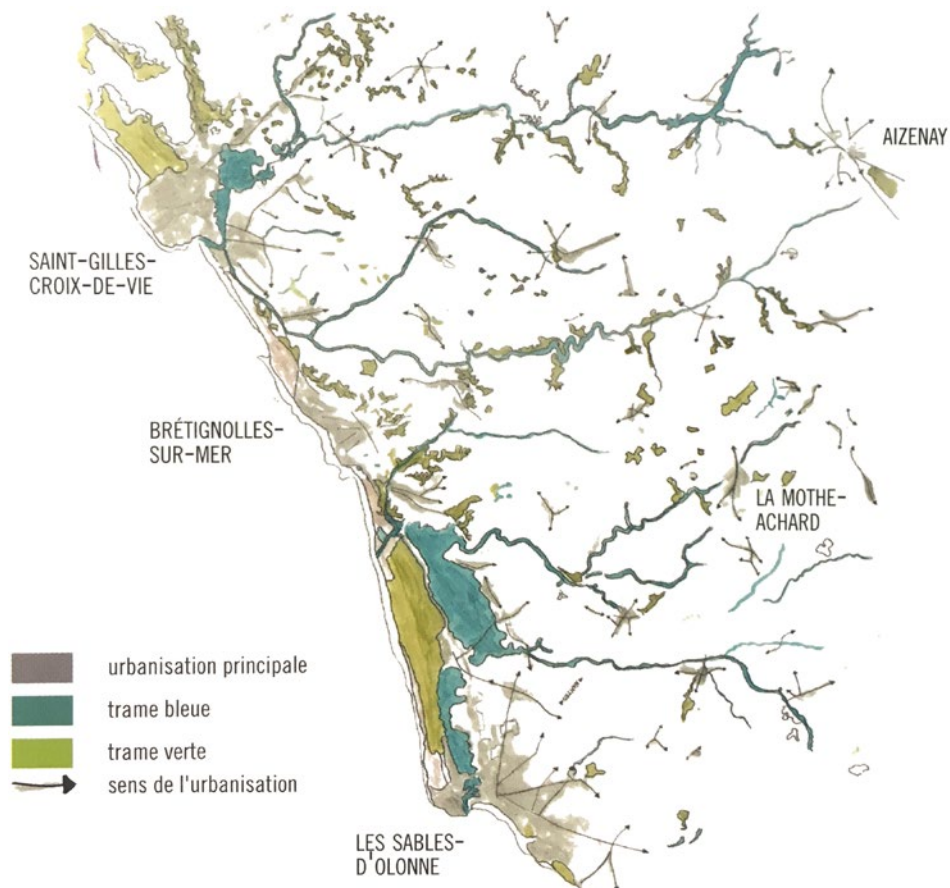 AIZENAY
SAINT-GILLES-
CROIX-DE-VIE
BRÉTIGNOLLES-
SUR-MER
LA MOTHE-
ACHARD
urbanisation principale
trame bleue
trame verte
sens de l'urbanisation
LES SABLES-
D'OLONNE